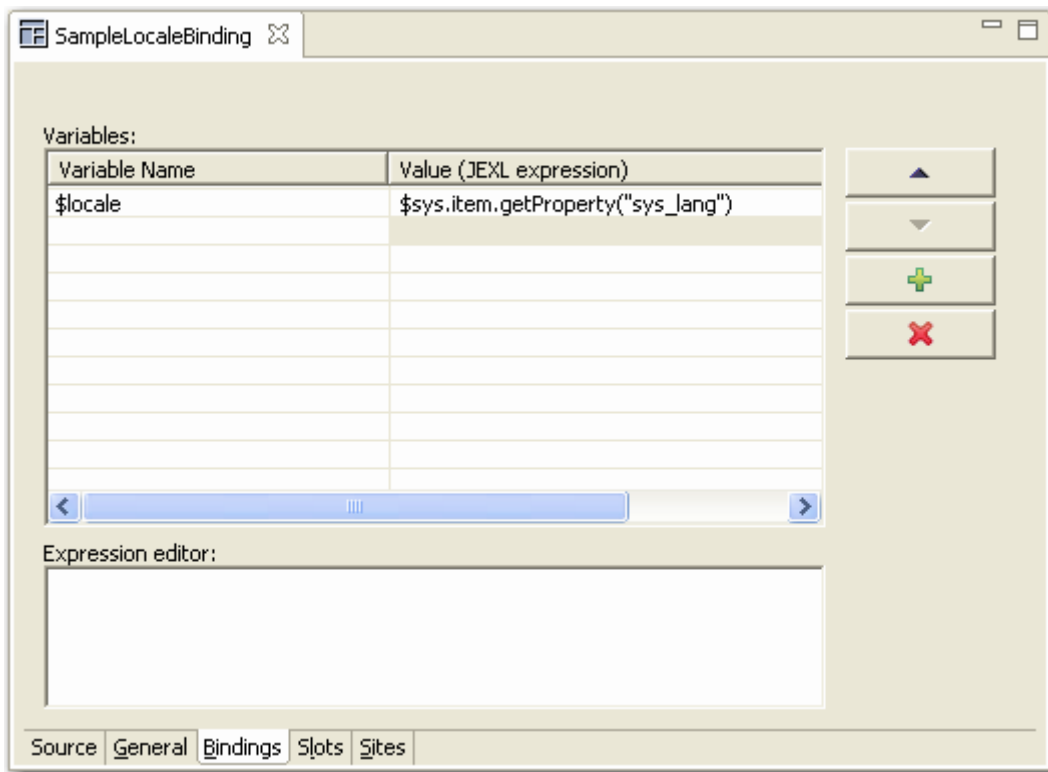 SampleLocaleBinding
Variables:
Variable Name Value (JEXL expression)
$locale $sys.item.getProperty("sys_lang")
Expression editor:
Source General Bindings Slots Sites